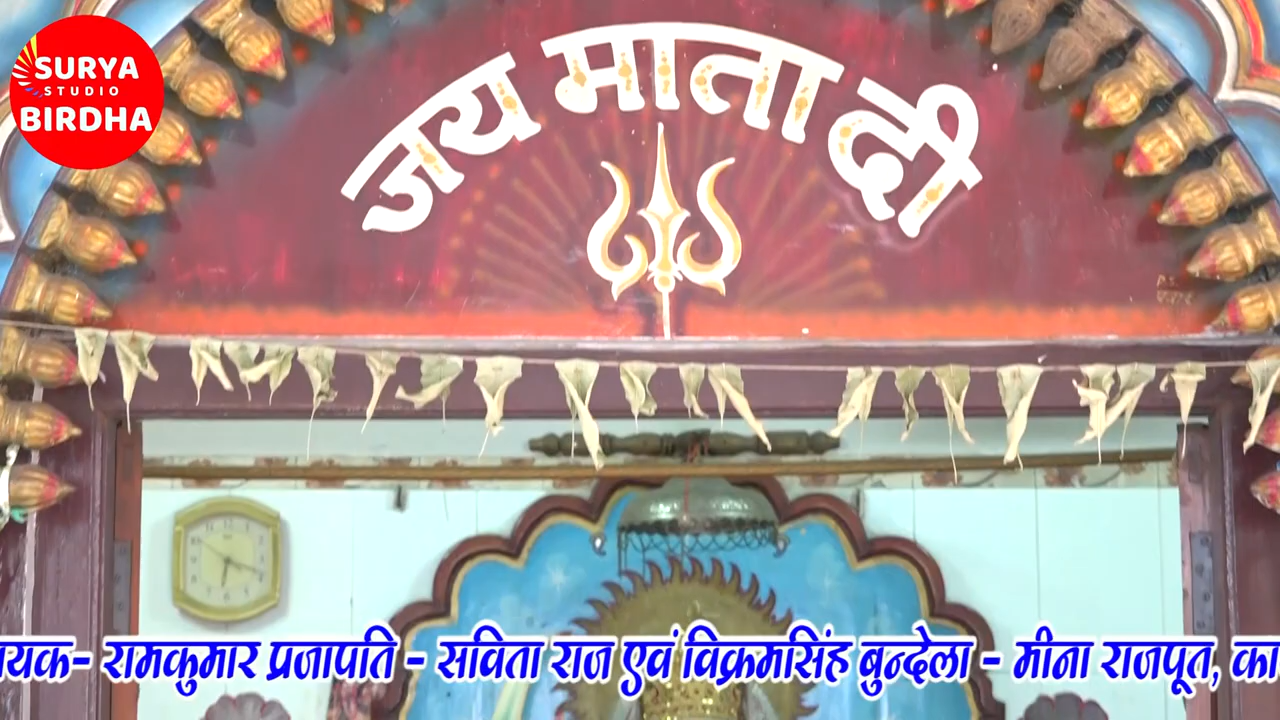 SURYA
STUDIO
BIRDHA
जय माता दी
यक- रामकुमार प्रजापति - सविता राज एवं विक्रमसिंह बुन्देला - मीना राजपूत, का